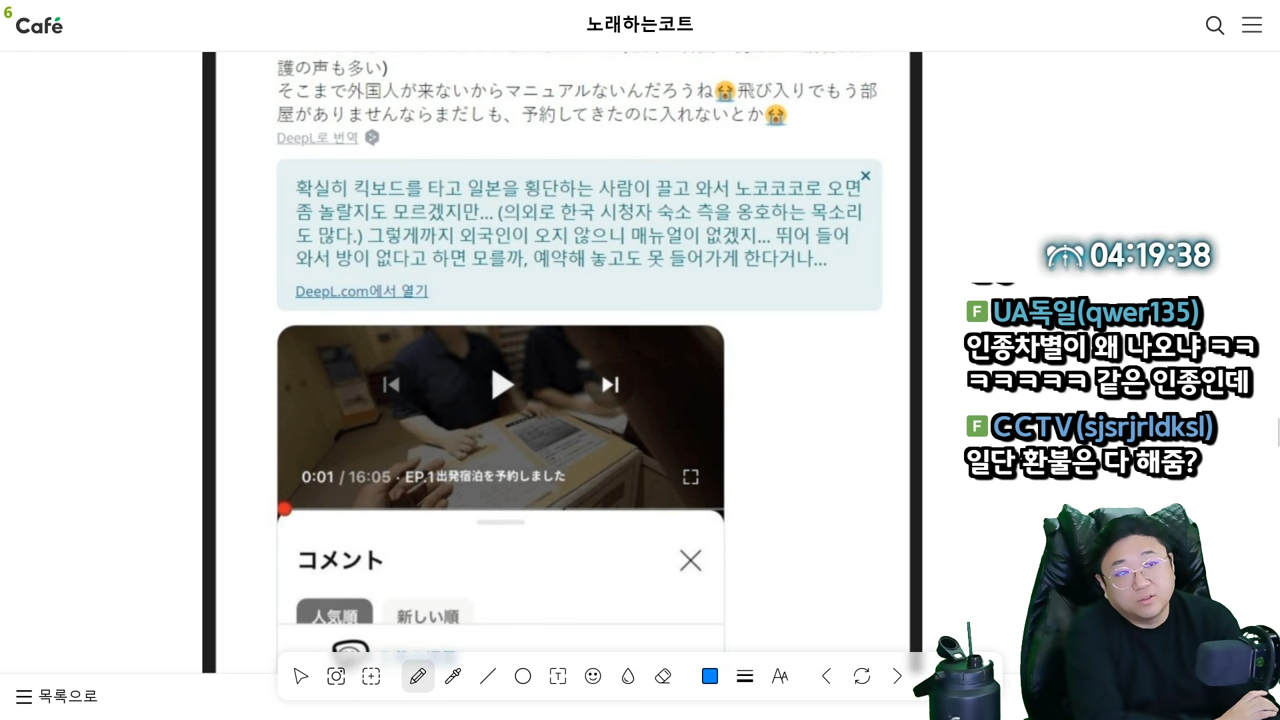 6
Café
노래하는코트
護の声も多い)
そこまで外国人が来ないからマニュアルないんだろうね😭飛び入りでもう部
屋がありませんならまだしも、予約してきたのに入れないとか😭
DeepL로 번역
확실히 킥보드를 타고 일본을 횡단하는 사람이 끌고 와서 노코코코로 오면
좀 놀랄지도 모르겠지만... (의외로 한국 시청자 숙소 측을 옹호하는 목소리
도 많다.) 그렇게까지 외국인이 오지 않으니 매뉴얼이 없겠지... 뛰어 들어
와서 방이 없다고 하면 모를까, 예약해 놓고도 못 들어가게 한다거나...
DeepL.com에서 열기
0:01 / 16:05 · EP.1出発宿泊を予約しました
コメント
人気順
新しい順
목록으로
04:19:38
F UA독일(qwer135)
인종차별이 왜 나오냐 ㅋㅋ
ㅋㅋㅋㅋㅋ 같은 인종인데
F CCTV(sjsrjrldksl)
일단 환불은 다 해줌?